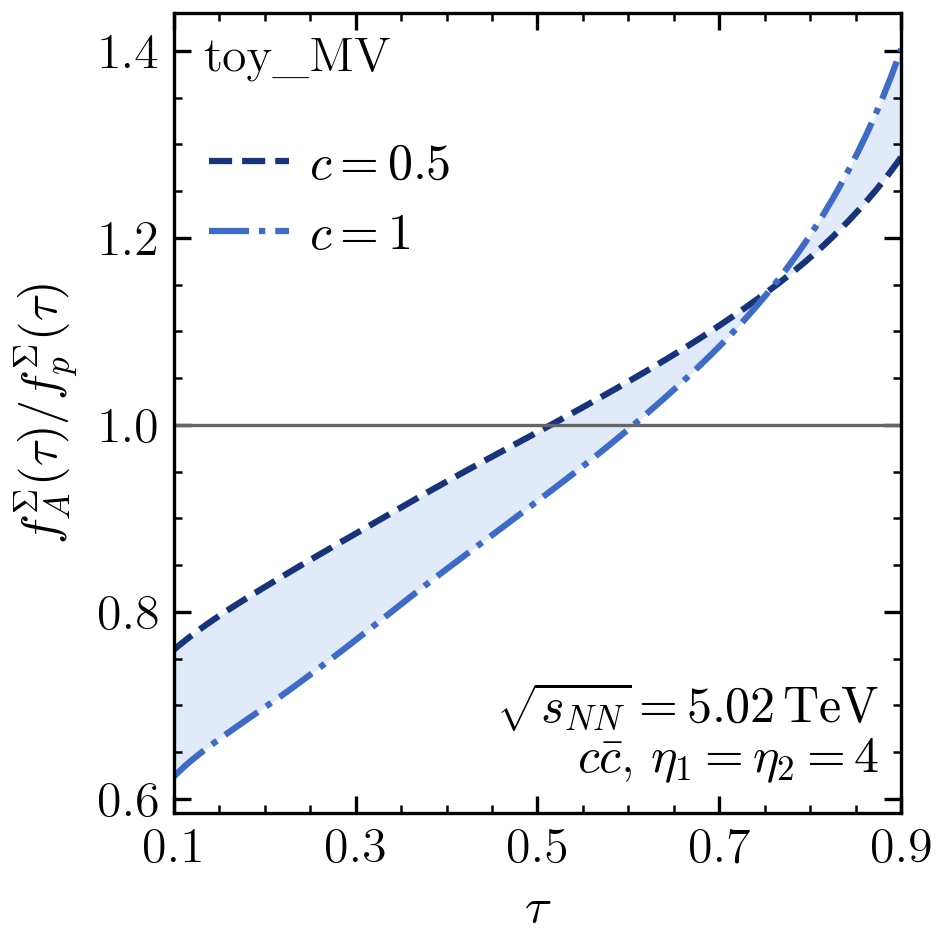 toy_MV
c = 0.5
c = 1
1.4
1.2
1.0
0.8
0.6
f_A^Σ(τ)/f_p^Σ(τ)
√s_NN = 5.02 TeV
cc̄, η₁ = η₂ = 4
0.1 0.3 0.5 0.7 0.9
τ